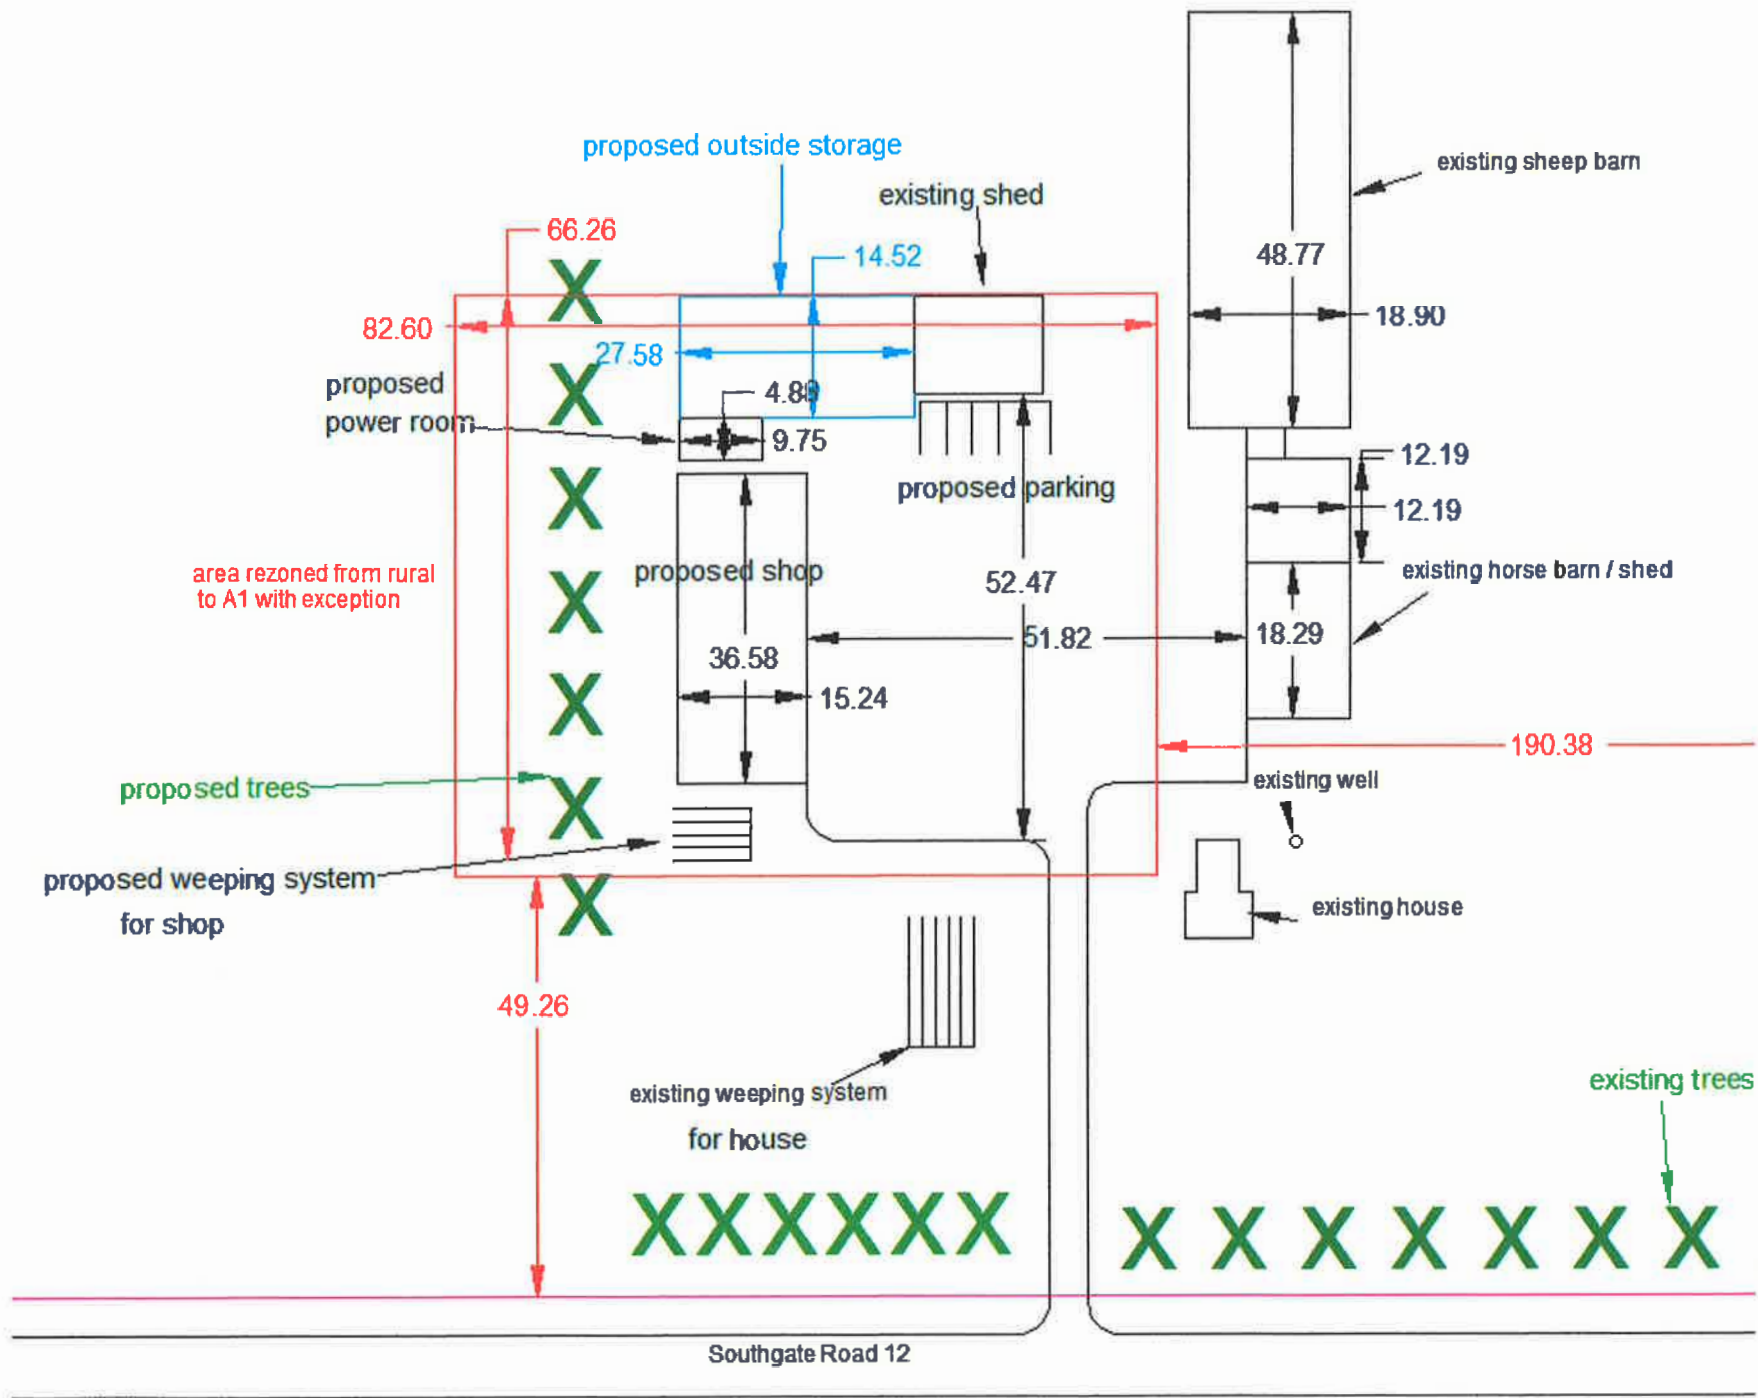 proposed outside storage
existing shed
existing sheep barn
66.26
14.52
48.77
82.60
18.90
27.58
proposed
power room
4.88
9.75
12.19
12.19
proposed parking
area rezoned from rural
to A1 with exception
proposed shop
52.47
existing horse barn / shed
51.82
18.29
36.58
15.24
190.38
proposed trees
existing well
proposed weeping system
for shop
existing house
49.26
existing weeping system
for house
existing trees
X
X
X
X
X
X
X
XXXXXX
X X X X X X X
Southgate Road 12